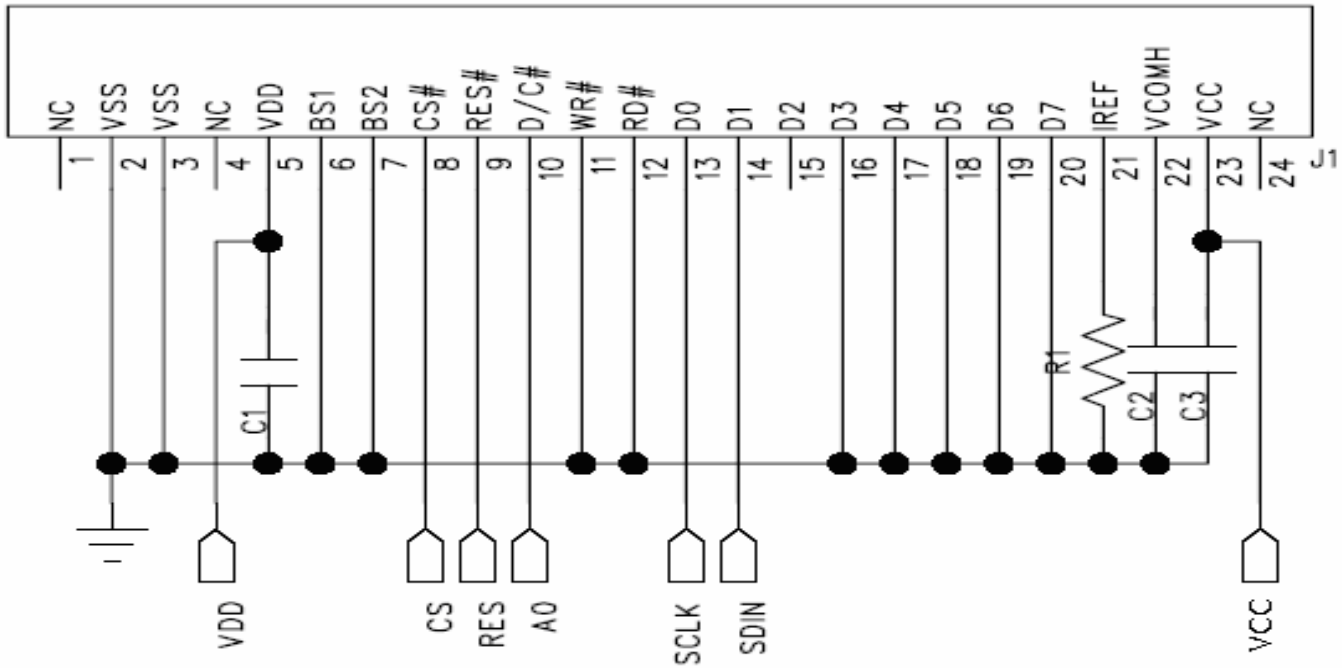 NC VSS VSS NC VDD BS1 BS2 CS# RES# D/C# WR# RD# D0 D1 D2 D3 D4 D5 D6 D7 IREF VCOMH VCC NC
1 2 3 4 5 6 7 8 9 10 11 12 13 14 15 16 17 18 19 20 21 22 23 24
J1
C1
R1
C2
C3
VDD
CS
RES
A0
SCLK
SDIN
VCC